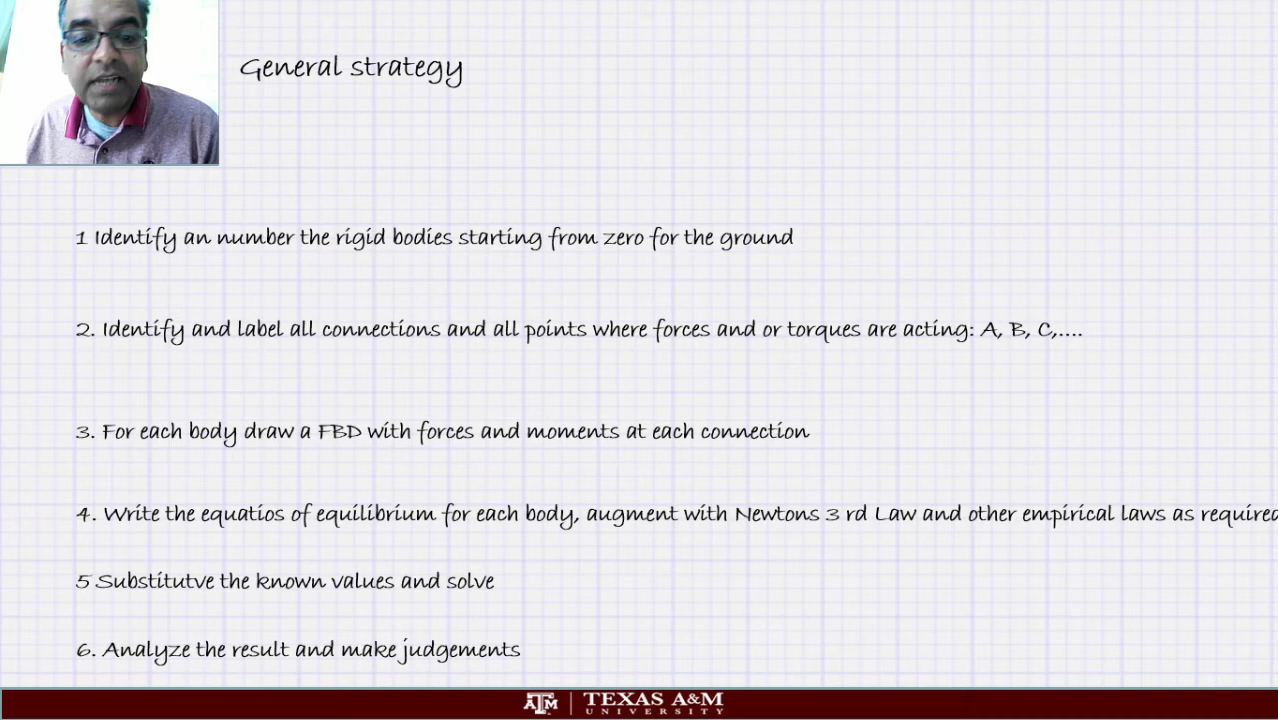 General strategy
1 Identify an number the rigid bodies starting from zero for the ground
2. Identify and label all connections and all points where forces and or torques are acting: A, B, C,....
3. For each body draw a FBD with forces and moments at each connection
4. Write the equatios of equilibrium for each body, augment with Newtons 3 rd Law and other empirical laws as required
5 Substitutve the known values and solve
6. Analyze the result and make judgements
ATM | TEXAS A&M
UNIVERSITY